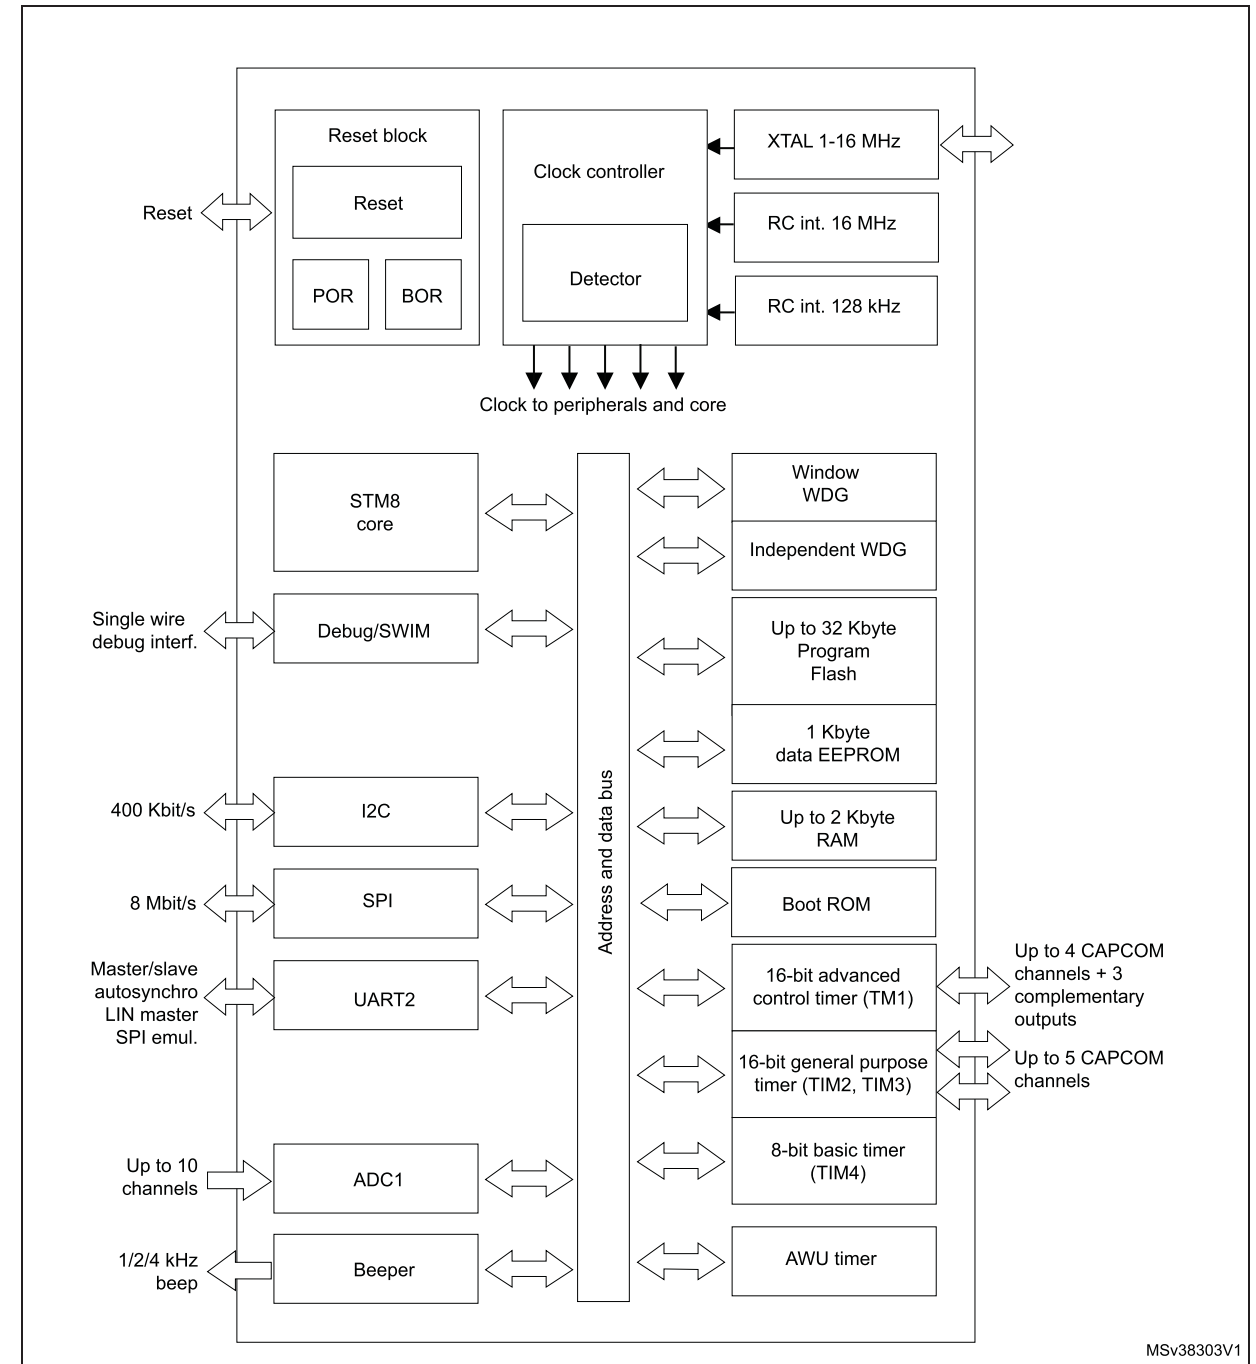 Reset block
Reset
POR
BOR
Reset
Clock controller
Detector
XTAL 1-16 MHz
RC int. 16 MHz
RC int. 128 kHz
Clock to peripherals and core
STM8
core
Single wire
debug interf.
Debug/SWIM
400 Kbit/s
I2C
8 Mbit/s
SPI
Master/slave
autosynchro
LIN master
SPI emul.
UART2
Up to 10
channels
ADC1
1/2/4 kHz
beep
Beeper
Address and data bus
Window
WDG
Independent WDG
Up to 32 Kbyte
Program
Flash
1 Kbyte
data EEPROM
Up to 2 Kbyte
RAM
Boot ROM
16-bit advanced
control timer (TM1)
Up to 4 CAPCOM
channels + 3
complementary
outputs
16-bit general purpose
timer (TIM2, TIM3)
Up to 5 CAPCOM
channels
8-bit basic timer
(TIM4)
AWU timer
MSv38303V1